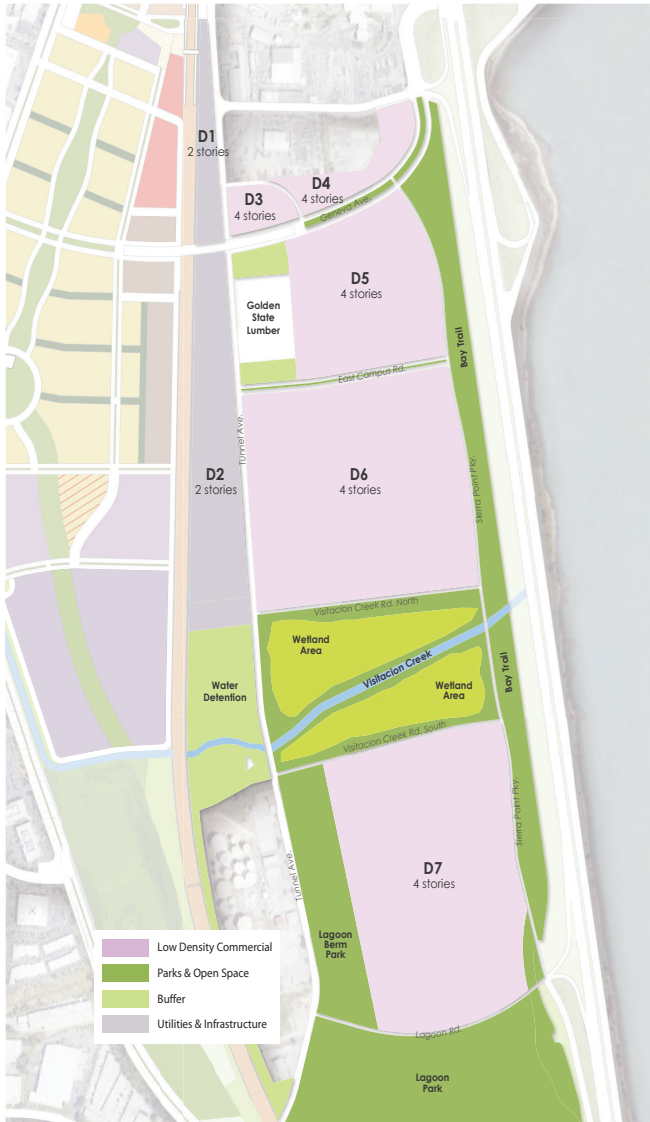 D1
2 stories
D4
4 stories
D3
4 stories
Geneva Ave.
D5
4 stories
Golden
State
Lumber
Bay Trail
East Campus Rd.
Tunnel Ave.
D2
2 stories
D6
4 stories
Sierra Point Pky.
Visitacion Creek Rd. North
Wetland
Area
Visitacion Creek
Water
Detention
Wetland
Area
Bay Trail
Visitacion Creek Rd. South
Sierra Point Pky.
Tunnel Ave.
D7
4 stories
Lagoon
Berm
Park
Low Density Commercial
Parks & Open Space
Buffer
Utilities & Infrastructure
Lagoon Rd.
Lagoon
Park